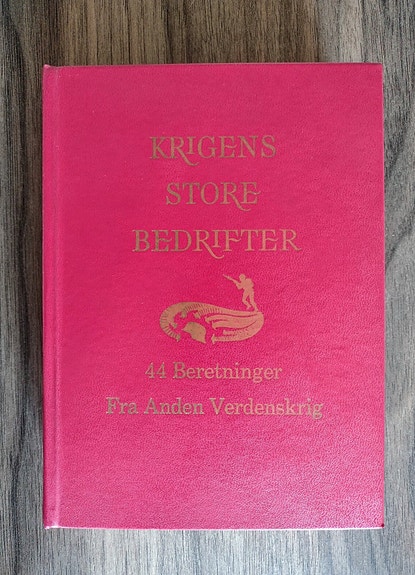 KRIGENS
STORE
BEDRIFTER
44 Beretninger
Fra Anden Verdenskrig